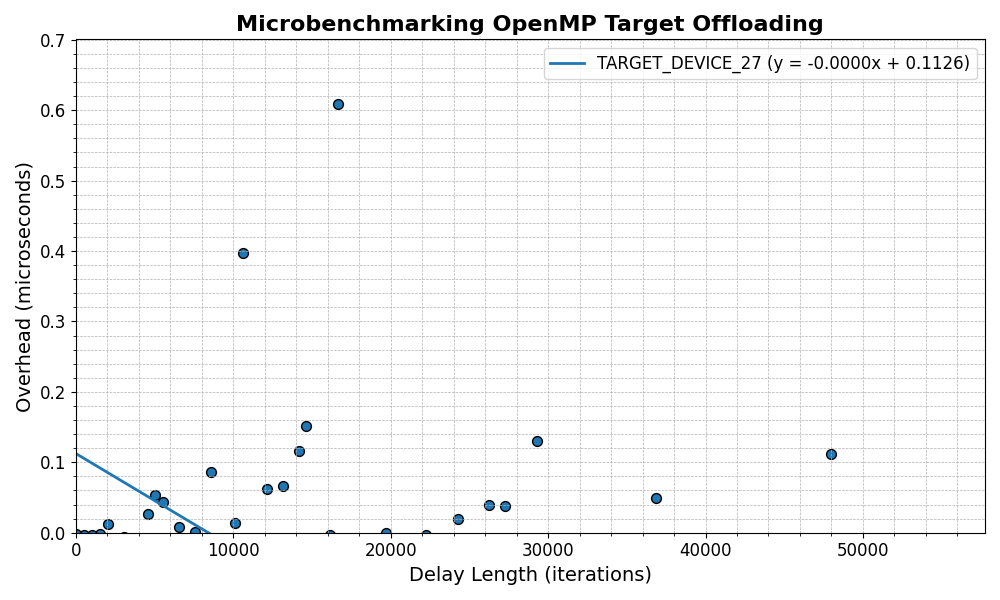 Microbenchmarking OpenMP Target Offloading
TARGET_DEVICE_27 (y = -0.0000x + 0.1126)
0.7
0.6
0.5
0.4
0.3
0.2
0.1
0.0
Overhead (microseconds)
0 10000 20000 30000 40000 50000
Delay Length (iterations)